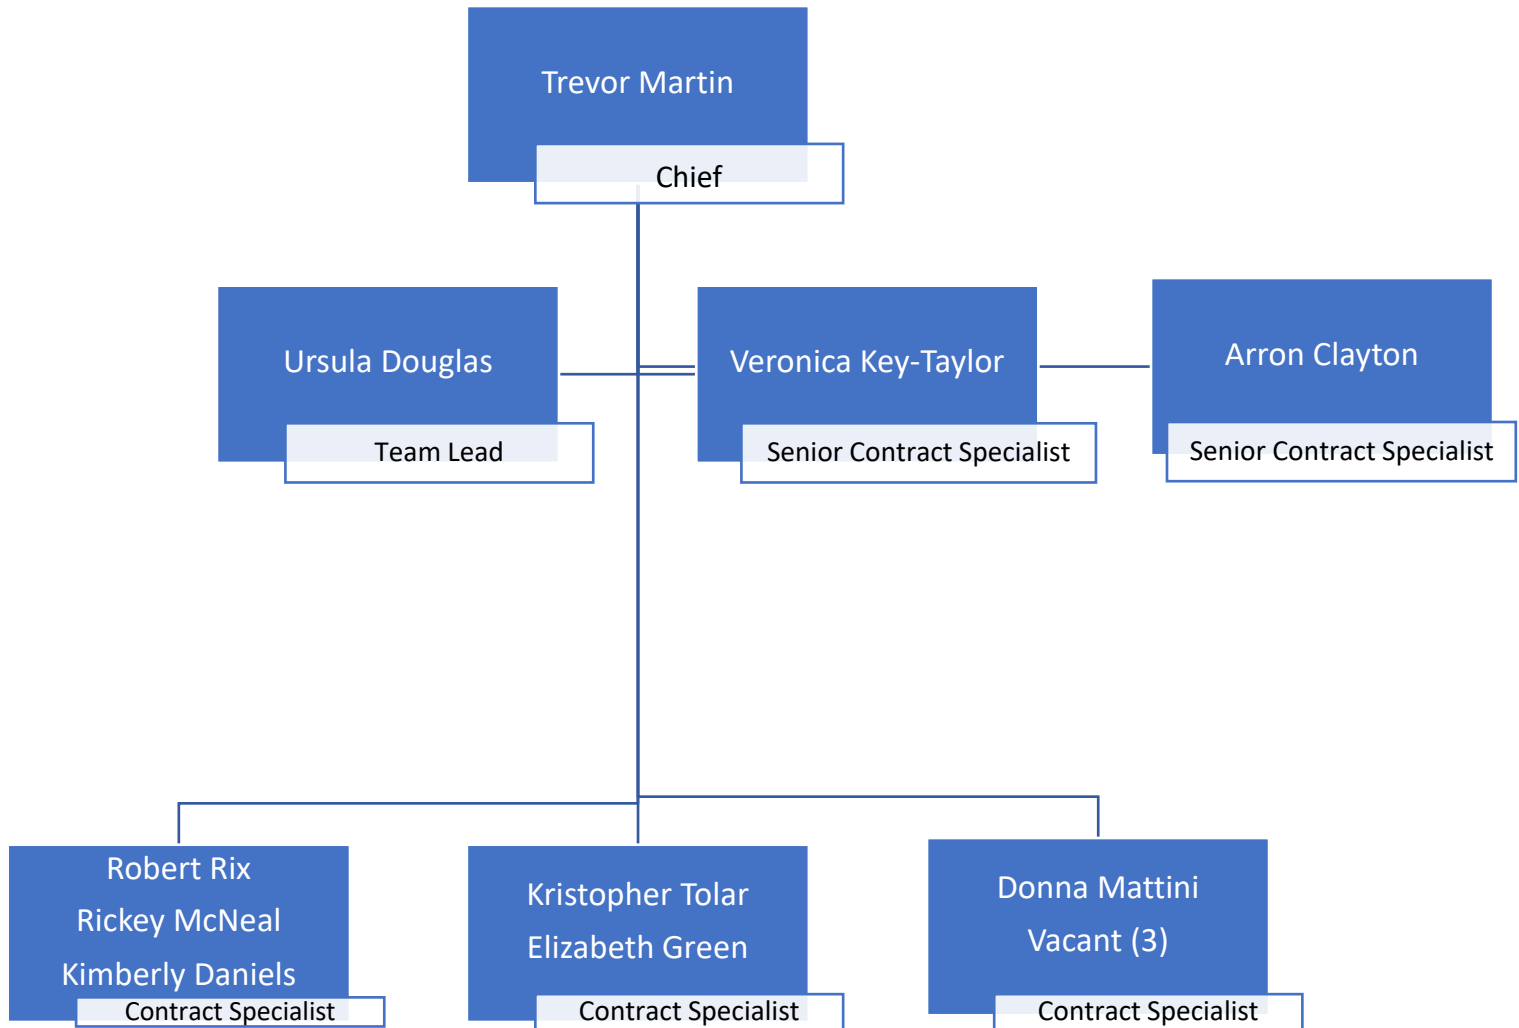 Trevor Martin
Chief
Ursula Douglas
Team Lead
Veronica Key-Taylor
Senior Contract Specialist
Arron Clayton
Senior Contract Specialist
Robert Rix
Rickey McNeal
Kimberly Daniels
Contract Specialist
Kristopher Tolar
Elizabeth Green
Contract Specialist
Donna Mattini
Vacant (3)
Contract Specialist